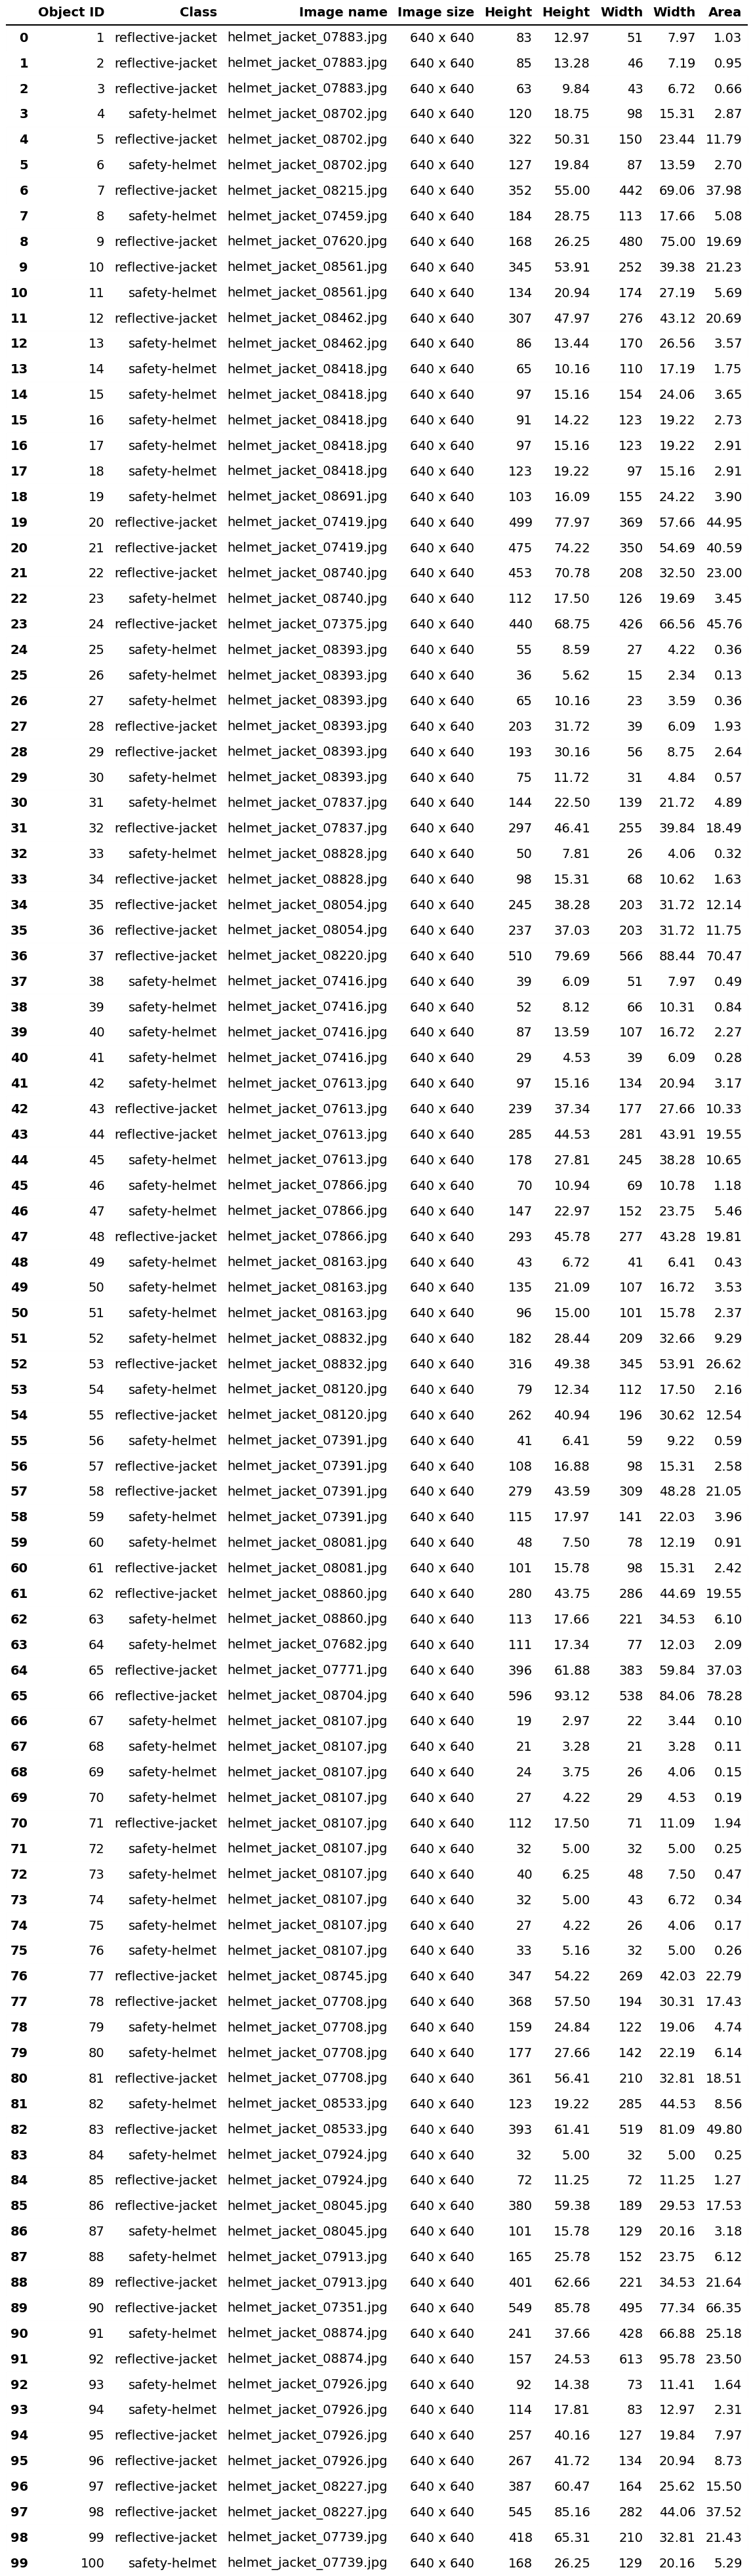 Object ID Class Image name Image size Height Height Width Width Area
0 1 reflective-jacket helmet_jacket_07883.jpg 640 x 640 83 12.97 51 7.97 1.03
1 2 reflective-jacket helmet_jacket_07883.jpg 640 x 640 85 13.28 46 7.19 0.95
2 3 reflective-jacket helmet_jacket_07883.jpg 640 x 640 63 9.84 43 6.72 0.66
3 4 safety-helmet helmet_jacket_08702.jpg 640 x 640 120 18.75 98 15.31 2.87
4 5 reflective-jacket helmet_jacket_08702.jpg 640 x 640 322 50.31 150 23.44 11.79
5 6 safety-helmet helmet_jacket_08702.jpg 640 x 640 127 19.84 87 13.59 2.70
6 7 reflective-jacket helmet_jacket_08215.jpg 640 x 640 352 55.00 442 69.06 37.98
7 8 safety-helmet helmet_jacket_07459.jpg 640 x 640 184 28.75 113 17.66 5.08
8 9 reflective-jacket helmet_jacket_07620.jpg 640 x 640 168 26.25 480 75.00 19.69
9 10 reflective-jacket helmet_jacket_08561.jpg 640 x 640 345 53.91 252 39.38 21.23
10 11 safety-helmet helmet_jacket_08561.jpg 640 x 640 134 20.94 174 27.19 5.69
11 12 reflective-jacket helmet_jacket_08462.jpg 640 x 640 307 47.97 276 43.12 20.69
12 13 safety-helmet helmet_jacket_08462.jpg 640 x 640 86 13.44 170 26.56 3.57
13 14 safety-helmet helmet_jacket_08418.jpg 640 x 640 65 10.16 110 17.19 1.75
14 15 safety-helmet helmet_jacket_08418.jpg 640 x 640 97 15.16 154 24.06 3.65
15 16 safety-helmet helmet_jacket_08418.jpg 640 x 640 91 14.22 123 19.22 2.73
16 17 safety-helmet helmet_jacket_08418.jpg 640 x 640 97 15.16 123 19.22 2.91
17 18 safety-helmet helmet_jacket_08418.jpg 640 x 640 123 19.22 97 15.16 2.91
18 19 safety-helmet helmet_jacket_08691.jpg 640 x 640 103 16.09 155 24.22 3.90
19 20 reflective-jacket helmet_jacket_07419.jpg 640 x 640 499 77.97 369 57.66 44.95
20 21 reflective-jacket helmet_jacket_07419.jpg 640 x 640 475 74.22 350 54.69 40.59
21 22 reflective-jacket helmet_jacket_08740.jpg 640 x 640 453 70.78 208 32.50 23.00
22 23 safety-helmet helmet_jacket_08740.jpg 640 x 640 112 17.50 126 19.69 3.45
23 24 reflective-jacket helmet_jacket_07375.jpg 640 x 640 440 68.75 426 66.56 45.76
24 25 safety-helmet helmet_jacket_08393.jpg 640 x 640 55 8.59 27 4.22 0.36
25 26 safety-helmet helmet_jacket_08393.jpg 640 x 640 36 5.62 15 2.34 0.13
26 27 safety-helmet helmet_jacket_08393.jpg 640 x 640 65 10.16 23 3.59 0.36
27 28 reflective-jacket helmet_jacket_08393.jpg 640 x 640 203 31.72 39 6.09 1.93
28 29 reflective-jacket helmet_jacket_08393.jpg 640 x 640 193 30.16 56 8.75 2.64
29 30 safety-helmet helmet_jacket_08393.jpg 640 x 640 75 11.72 31 4.84 0.57
30 31 safety-helmet helmet_jacket_07837.jpg 640 x 640 144 22.50 139 21.72 4.89
31 32 reflective-jacket helmet_jacket_07837.jpg 640 x 640 297 46.41 255 39.84 18.49
32 33 safety-helmet helmet_jacket_08828.jpg 640 x 640 50 7.81 26 4.06 0.32
33 34 reflective-jacket helmet_jacket_08828.jpg 640 x 640 98 15.31 68 10.62 1.63
34 35 reflective-jacket helmet_jacket_08054.jpg 640 x 640 245 38.28 203 31.72 12.14
35 36 reflective-jacket helmet_jacket_08054.jpg 640 x 640 237 37.03 203 31.72 11.75
36 37 reflective-jacket helmet_jacket_08220.jpg 640 x 640 510 79.69 566 88.44 70.47
37 38 safety-helmet helmet_jacket_07416.jpg 640 x 640 39 6.09 51 7.97 0.49
38 39 safety-helmet helmet_jacket_07416.jpg 640 x 640 52 8.12 66 10.31 0.84
39 40 safety-helmet helmet_jacket_07416.jpg 640 x 640 87 13.59 107 16.72 2.27
40 41 safety-helmet helmet_jacket_07416.jpg 640 x 640 29 4.53 39 6.09 0.28
41 42 safety-helmet helmet_jacket_07613.jpg 640 x 640 97 15.16 134 20.94 3.17
42 43 reflective-jacket helmet_jacket_07613.jpg 640 x 640 239 37.34 177 27.66 10.33
43 44 reflective-jacket helmet_jacket_07613.jpg 640 x 640 285 44.53 281 43.91 19.55
44 45 safety-helmet helmet_jacket_07613.jpg 640 x 640 178 27.81 245 38.28 10.65
45 46 safety-helmet helmet_jacket_07866.jpg 640 x 640 70 10.94 69 10.78 1.18
46 47 safety-helmet helmet_jacket_07866.jpg 640 x 640 147 22.97 152 23.75 5.46
47 48 reflective-jacket helmet_jacket_07866.jpg 640 x 640 293 45.78 277 43.28 19.81
48 49 safety-helmet helmet_jacket_08163.jpg 640 x 640 43 6.72 41 6.41 0.43
49 50 safety-helmet helmet_jacket_08163.jpg 640 x 640 135 21.09 107 16.72 3.53
50 51 safety-helmet helmet_jacket_08163.jpg 640 x 640 96 15.00 101 15.78 2.37
51 52 safety-helmet helmet_jacket_08832.jpg 640 x 640 182 28.44 209 32.66 9.29
52 53 reflective-jacket helmet_jacket_08832.jpg 640 x 640 316 49.38 345 53.91 26.62
53 54 safety-helmet helmet_jacket_08120.jpg 640 x 640 79 12.34 112 17.50 2.16
54 55 reflective-jacket helmet_jacket_08120.jpg 640 x 640 262 40.94 196 30.62 12.54
55 56 safety-helmet helmet_jacket_07391.jpg 640 x 640 41 6.41 59 9.22 0.59
56 57 reflective-jacket helmet_jacket_07391.jpg 640 x 640 108 16.88 98 15.31 2.58
57 58 reflective-jacket helmet_jacket_07391.jpg 640 x 640 279 43.59 309 48.28 21.05
58 59 safety-helmet helmet_jacket_07391.jpg 640 x 640 115 17.97 141 22.03 3.96
59 60 safety-helmet helmet_jacket_08081.jpg 640 x 640 48 7.50 78 12.19 0.91
60 61 reflective-jacket helmet_jacket_08081.jpg 640 x 640 101 15.78 98 15.31 2.42
61 62 reflective-jacket helmet_jacket_08860.jpg 640 x 640 280 43.75 286 44.69 19.55
62 63 safety-helmet helmet_jacket_08860.jpg 640 x 640 113 17.66 221 34.53 6.10
63 64 safety-helmet helmet_jacket_07682.jpg 640 x 640 111 17.34 77 12.03 2.09
64 65 reflective-jacket helmet_jacket_07771.jpg 640 x 640 396 61.88 383 59.84 37.03
65 66 reflective-jacket helmet_jacket_08704.jpg 640 x 640 596 93.12 538 84.06 78.28
66 67 safety-helmet helmet_jacket_08107.jpg 640 x 640 19 2.97 22 3.44 0.10
67 68 safety-helmet helmet_jacket_08107.jpg 640 x 640 21 3.28 21 3.28 0.11
68 69 safety-helmet helmet_jacket_08107.jpg 640 x 640 24 3.75 26 4.06 0.15
69 70 safety-helmet helmet_jacket_08107.jpg 640 x 640 27 4.22 29 4.53 0.19
70 71 reflective-jacket helmet_jacket_08107.jpg 640 x 640 112 17.50 71 11.09 1.94
71 72 safety-helmet helmet_jacket_08107.jpg 640 x 640 32 5.00 32 5.00 0.25
72 73 safety-helmet helmet_jacket_08107.jpg 640 x 640 40 6.25 48 7.50 0.47
73 74 safety-helmet helmet_jacket_08107.jpg 640 x 640 32 5.00 43 6.72 0.34
74 75 safety-helmet helmet_jacket_08107.jpg 640 x 640 27 4.22 26 4.06 0.17
75 76 safety-helmet helmet_jacket_08107.jpg 640 x 640 33 5.16 32 5.00 0.26
76 77 reflective-jacket helmet_jacket_08745.jpg 640 x 640 347 54.22 269 42.03 22.79
77 78 reflective-jacket helmet_jacket_07708.jpg 640 x 640 368 57.50 194 30.31 17.43
78 79 safety-helmet helmet_jacket_07708.jpg 640 x 640 159 24.84 122 19.06 4.74
79 80 safety-helmet helmet_jacket_07708.jpg 640 x 640 177 27.66 142 22.19 6.14
80 81 reflective-jacket helmet_jacket_07708.jpg 640 x 640 361 56.41 210 32.81 18.51
81 82 safety-helmet helmet_jacket_08533.jpg 640 x 640 123 19.22 285 44.53 8.56
82 83 reflective-jacket helmet_jacket_08533.jpg 640 x 640 393 61.41 519 81.09 49.80
83 84 safety-helmet helmet_jacket_07924.jpg 640 x 640 32 5.00 32 5.00 0.25
84 85 reflective-jacket helmet_jacket_07924.jpg 640 x 640 72 11.25 72 11.25 1.27
85 86 reflective-jacket helmet_jacket_08045.jpg 640 x 640 380 59.38 189 29.53 17.53
86 87 safety-helmet helmet_jacket_08045.jpg 640 x 640 101 15.78 129 20.16 3.18
87 88 safety-helmet helmet_jacket_07913.jpg 640 x 640 165 25.78 152 23.75 6.12
88 89 reflective-jacket helmet_jacket_07913.jpg 640 x 640 401 62.66 221 34.53 21.64
89 90 reflective-jacket helmet_jacket_07351.jpg 640 x 640 549 85.78 495 77.34 66.35
90 91 safety-helmet helmet_jacket_08874.jpg 640 x 640 241 37.66 428 66.88 25.18
91 92 reflective-jacket helmet_jacket_08874.jpg 640 x 640 157 24.53 613 95.78 23.50
92 93 safety-helmet helmet_jacket_07926.jpg 640 x 640 92 14.38 73 11.41 1.64
93 94 safety-helmet helmet_jacket_07926.jpg 640 x 640 114 17.81 83 12.97 2.31
94 95 reflective-jacket helmet_jacket_07926.jpg 640 x 640 257 40.16 127 19.84 7.97
95 96 reflective-jacket helmet_jacket_07926.jpg 640 x 640 267 41.72 134 20.94 8.73
96 97 reflective-jacket helmet_jacket_08227.jpg 640 x 640 387 60.47 164 25.62 15.50
97 98 reflective-jacket helmet_jacket_08227.jpg 640 x 640 545 85.16 282 44.06 37.52
98 99 reflective-jacket helmet_jacket_07739.jpg 640 x 640 418 65.31 210 32.81 21.43
99 100 safety-helmet helmet_jacket_07739.jpg 640 x 640 168 26.25 129 20.16 5.29